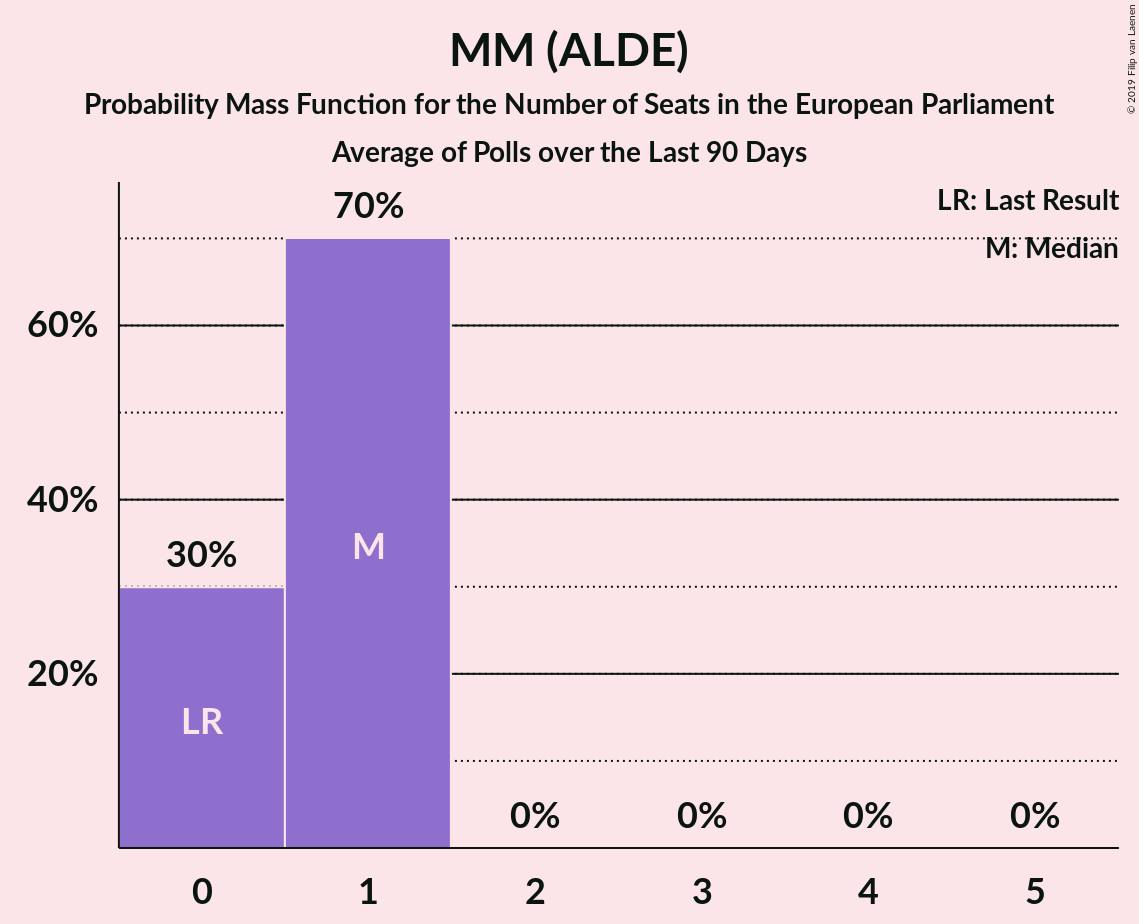 MM (ALDE)
Probability Mass Function for the Number of Seats in the European Parliament
Average of Polls over the Last 90 Days
© 2019 Filip van Laenen
LR: Last Result
M: Median
70%
60%
40%
30%
20%
M
LR
0% 0% 0% 0%
0 1 2 3 4 5